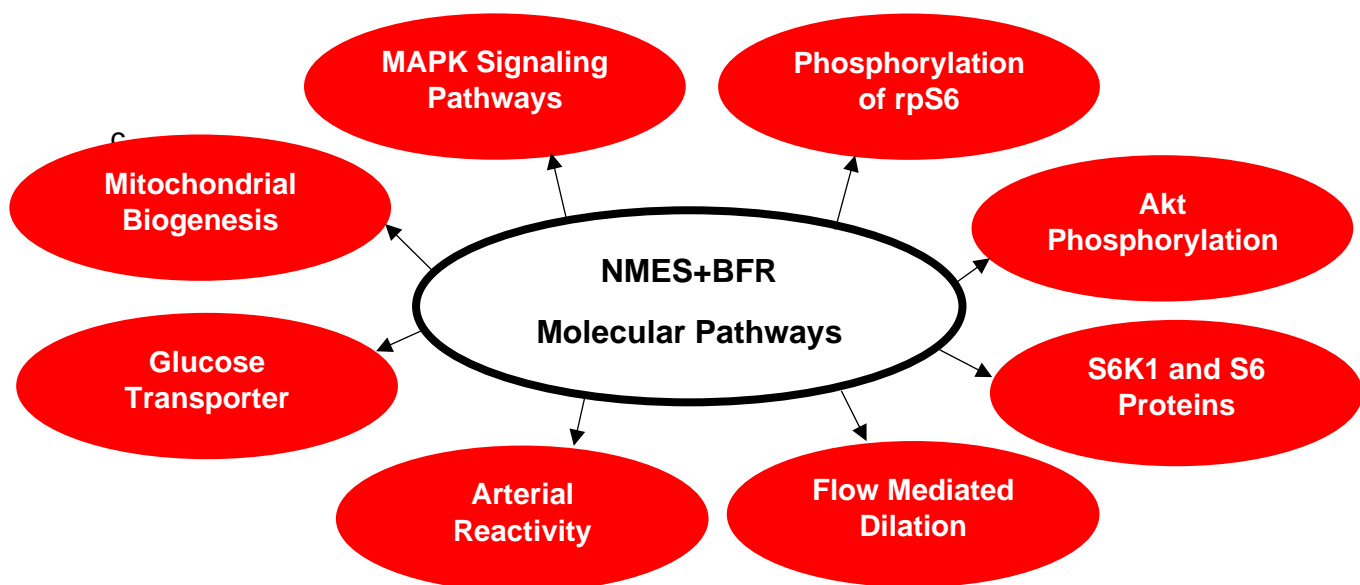 MAPK Signaling
Pathways
Phosphorylation
of rpS6
Mitochondrial
Biogenesis
Akt
Phosphorylation
NMES+BFR
Molecular Pathways
Glucose
Transporter
S6K1 and S6
Proteins
Arterial
Reactivity
Flow Mediated
Dilation